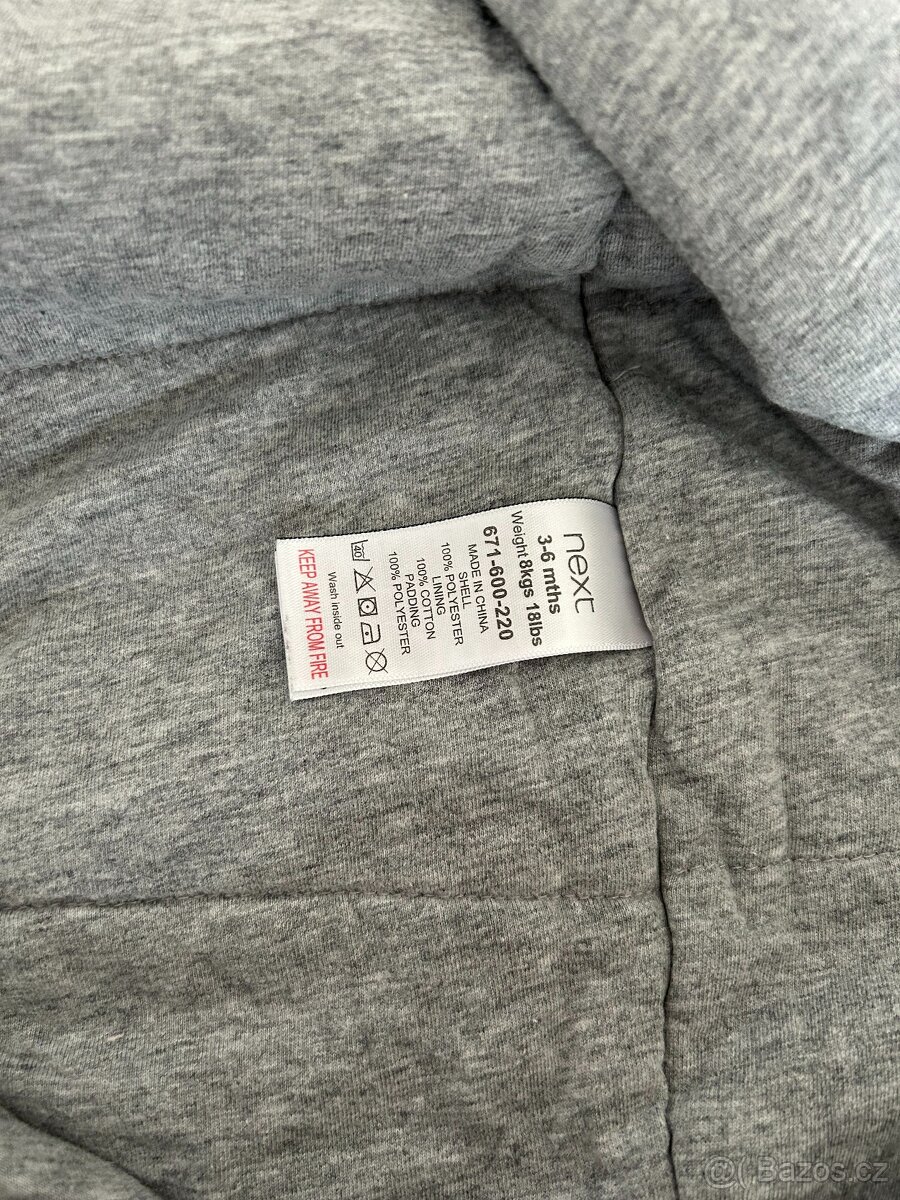 next
3-6 mths
Weight 8kgs 18lbs
671-600-220
MADE IN CHINA
SHELL
100% POLYESTER
LINING
100% COTTON
PADDING
100% POLYESTER
40
Wash inside out
KEEP AWAY FROM FIRE
@( Bazos.cz